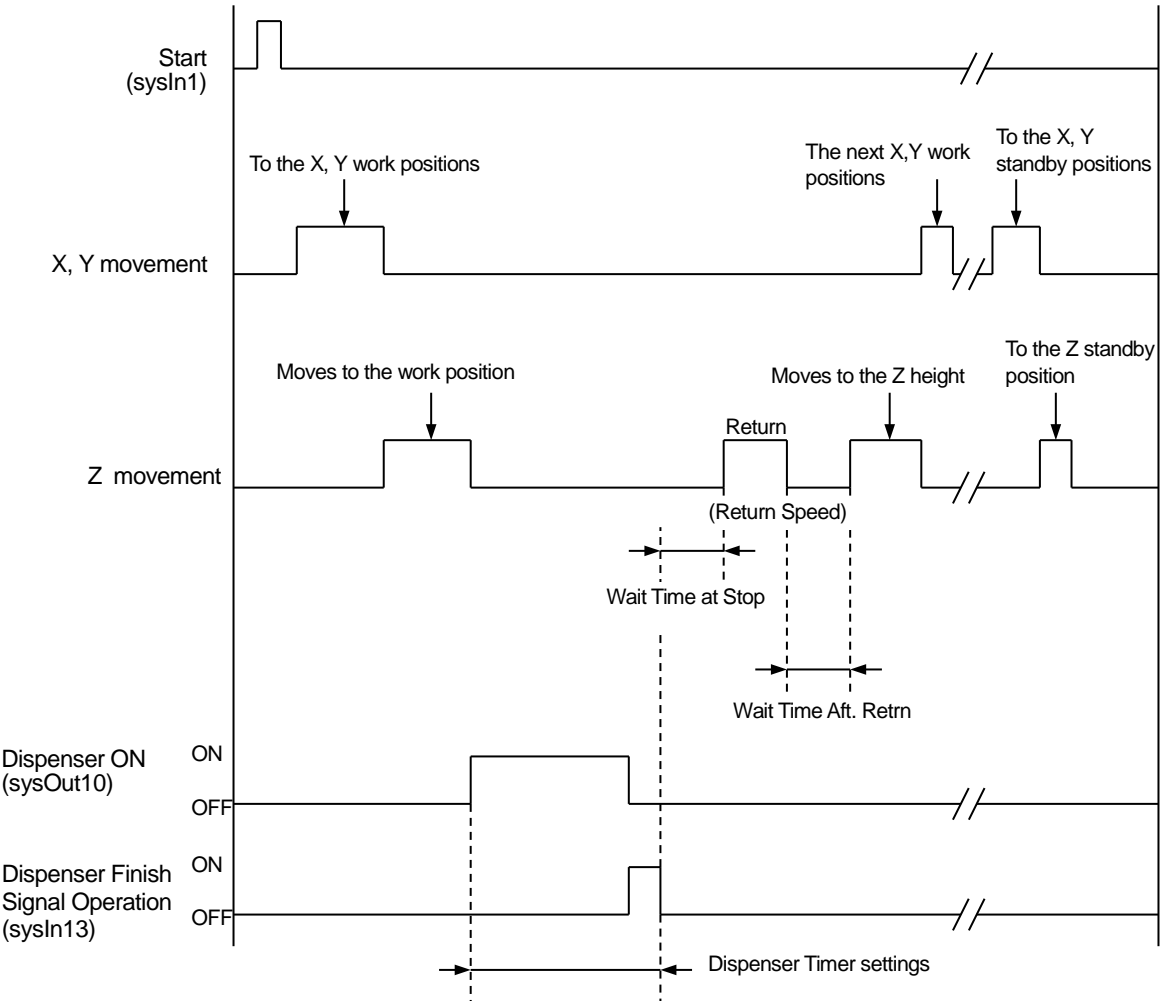 Start
(sysIn1)
To the X, Y work positions
The next X,Y work
positions
To the X, Y
standby positions
X, Y movement
Moves to the work position
Moves to the Z height
To the Z standby
position
Return
Z movement
(Return Speed)
Wait Time at Stop
Wait Time Aft. Retrn
Dispenser ON
(sysOut10)
ON
OFF
Dispenser Finish
Signal Operation
(sysIn13)
ON
OFF
Dispenser Timer settings